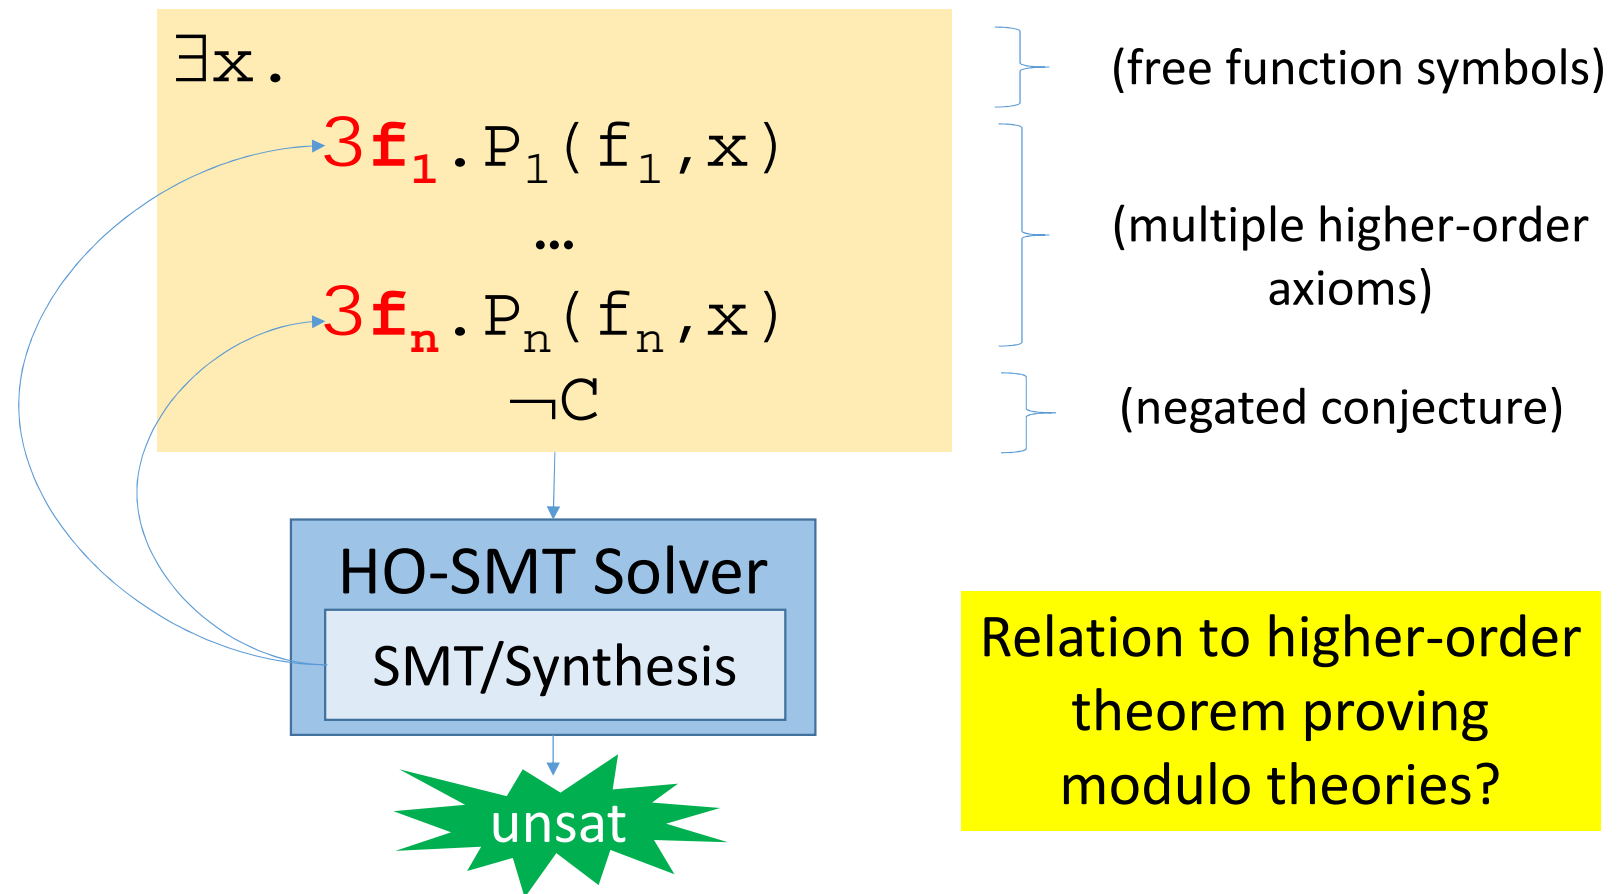 ∃x.
(free function symbols)
3f₁.P₁(f₁,x)
…
(multiple higher-order
axioms)
3fₙ.Pₙ(fₙ,x)
¬C
(negated conjecture)
HO-SMT Solver
SMT/Synthesis
unsat
Relation to higher-order
theorem proving
modulo theories?